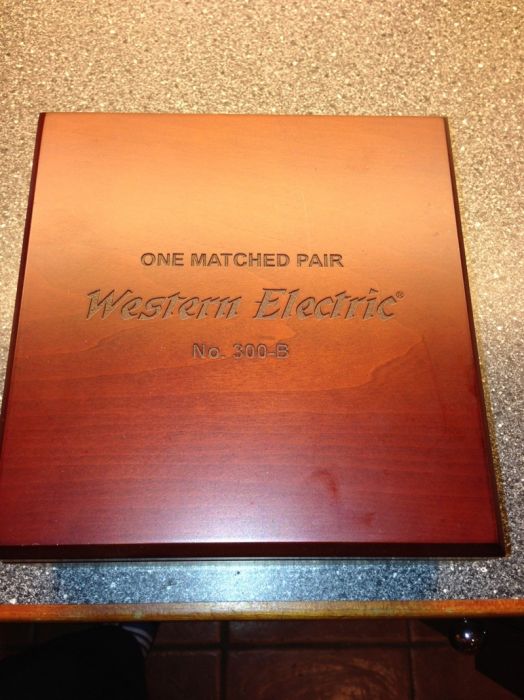 ONE MATCHED PAIR
Western Electric®
No. 300-B